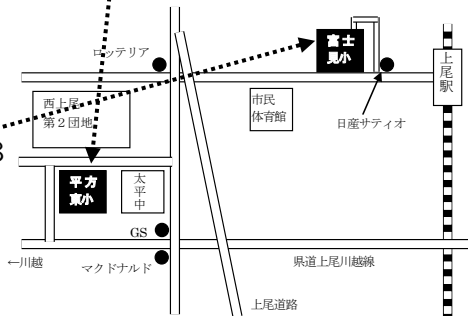 ロッテリア
富士
見小
上尾駅
西上尾
第2団地
市民
体育館
日産サティオ
平方
東小
太平中
GS
←川越
マクドナルド
県道上尾川越線
上尾道路